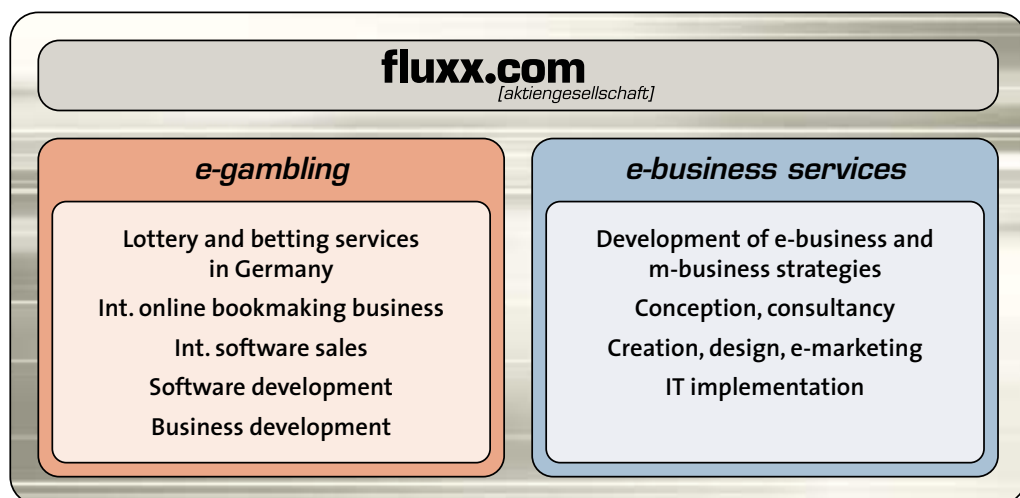 fluxx.com
[aktiengesellschaft]
e-gambling
Lottery and betting services
in Germany
Int. online bookmaking business
Int. software sales
Software development
Business development
e-business services
Development of e-business and
m-business strategies
Conception, consultancy
Creation, design, e-marketing
IT implementation